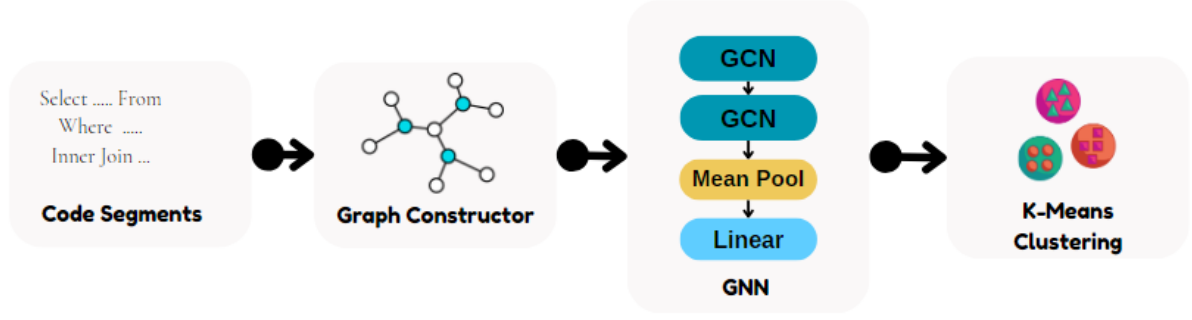 Select ..... From
Where .....
Inner Join ...
Code Segments
Graph Constructor
GCN
GCN
Mean Pool
Linear
GNN
K-Means
Clustering